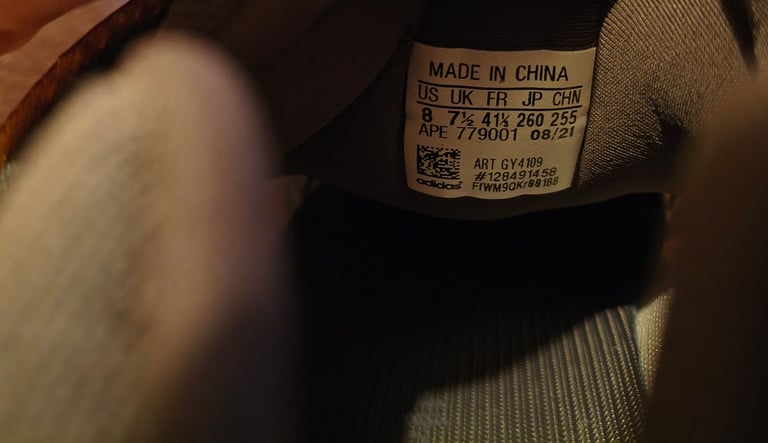 MADE IN CHINA
US UK FR JP CHN
8 7½ 41⅓ 260 255
APE 779001 08/21
ART GY4109
#128491458
adidas